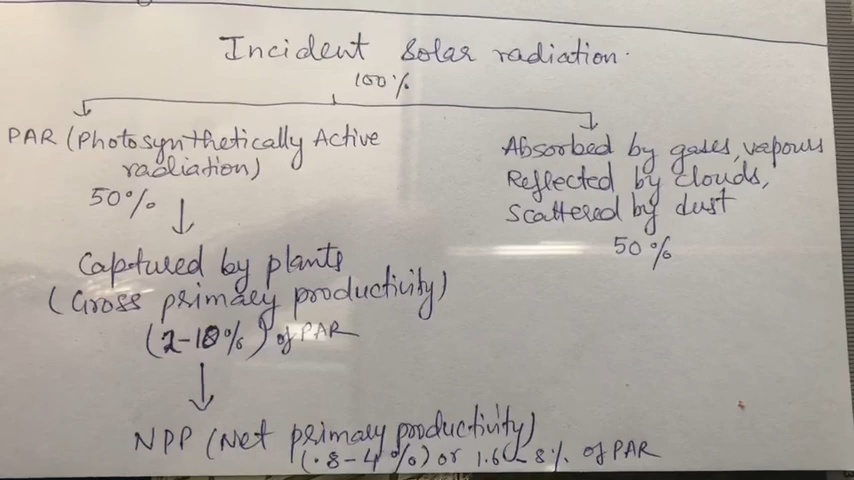 Incident Solar radiation.
100%
PAR (Photosynthetically Active
radiation)
50%
Absorbed by gases, vapours
Reflected by clouds,
Scattered by dust
50%
Captured by plants
(Gross primary productivity)
(2-10%) of PAR
NPP (Net primary productivity)
(.8-4%) or 1.6-8% of PAR